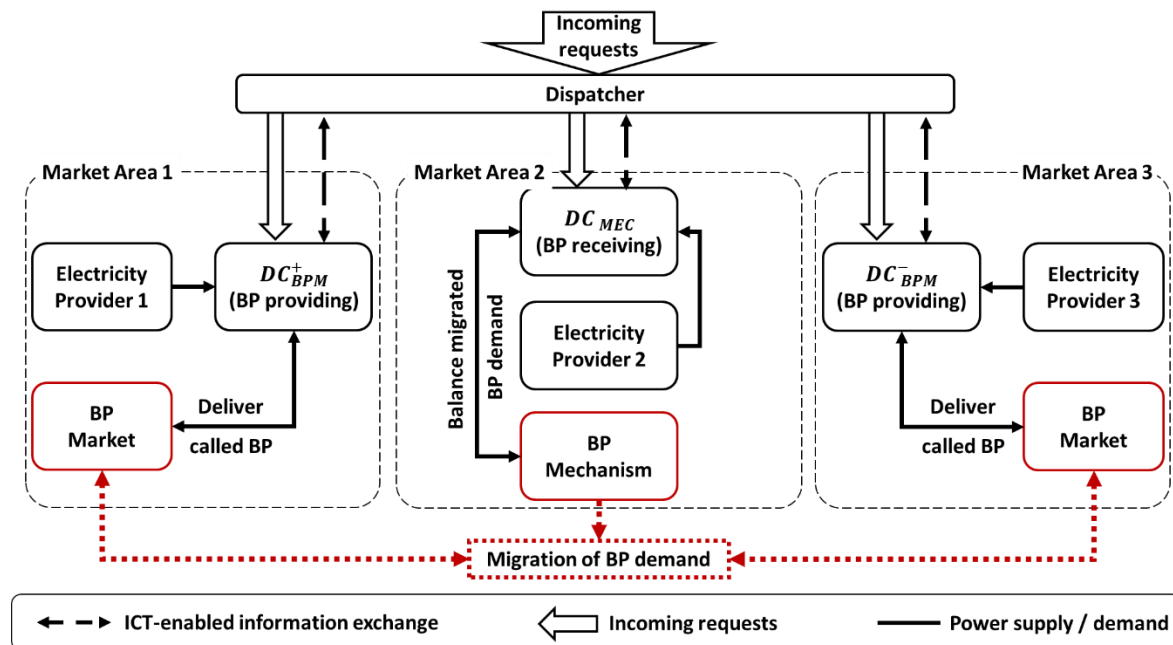 Incoming
requests
Dispatcher
Market Area 1
Market Area 2
Market Area 3
Electricity
Provider 1
DC⁺_BPM
(BP providing)
BP
Market
Deliver
called BP
DC_MEC
(BP receiving)
Balance migrated
BP demand
Electricity
Provider 2
BP
Mechanism
DC⁻_BPM
(BP providing)
Electricity
Provider 3
Deliver
called BP
BP
Market
Migration of BP demand
ICT-enabled information exchange
Incoming requests
Power supply / demand